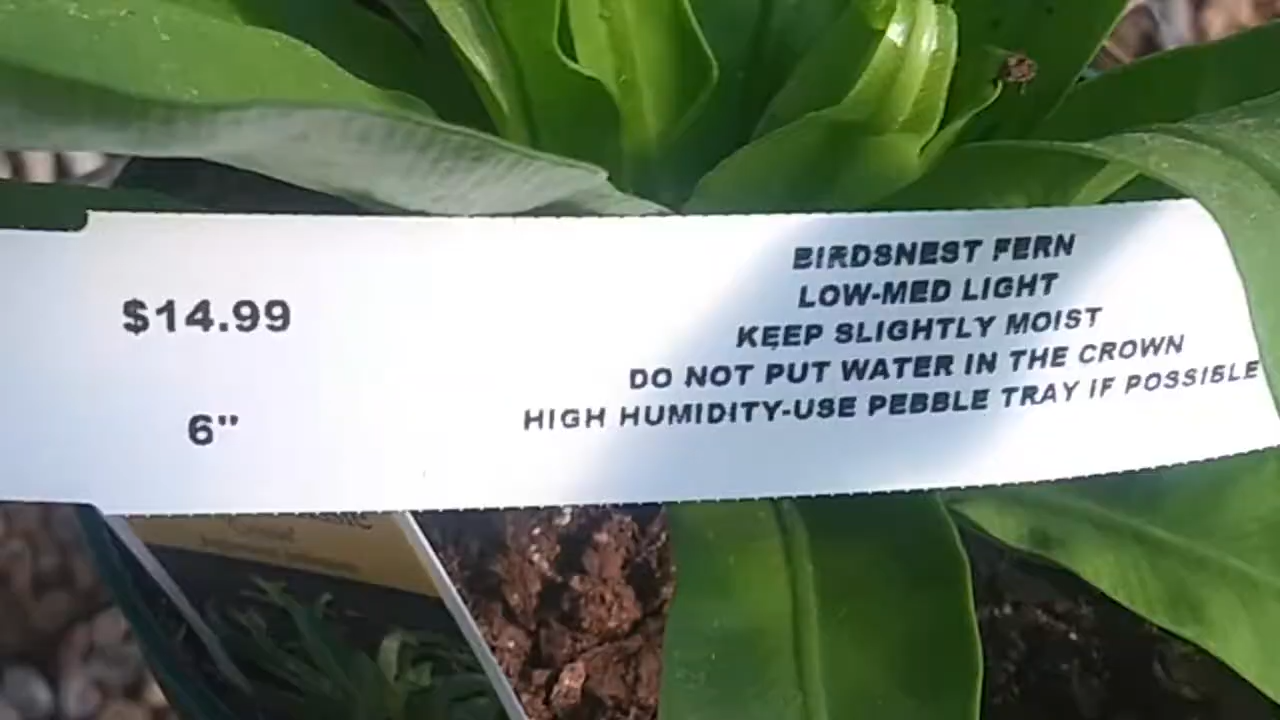 $14.99
6"
BIRDSNEST FERN
LOW-MED LIGHT
KEEP SLIGHTLY MOIST
DO NOT PUT WATER IN THE CROWN
HIGH HUMIDITY-USE PEBBLE TRAY IF POSSIBLE